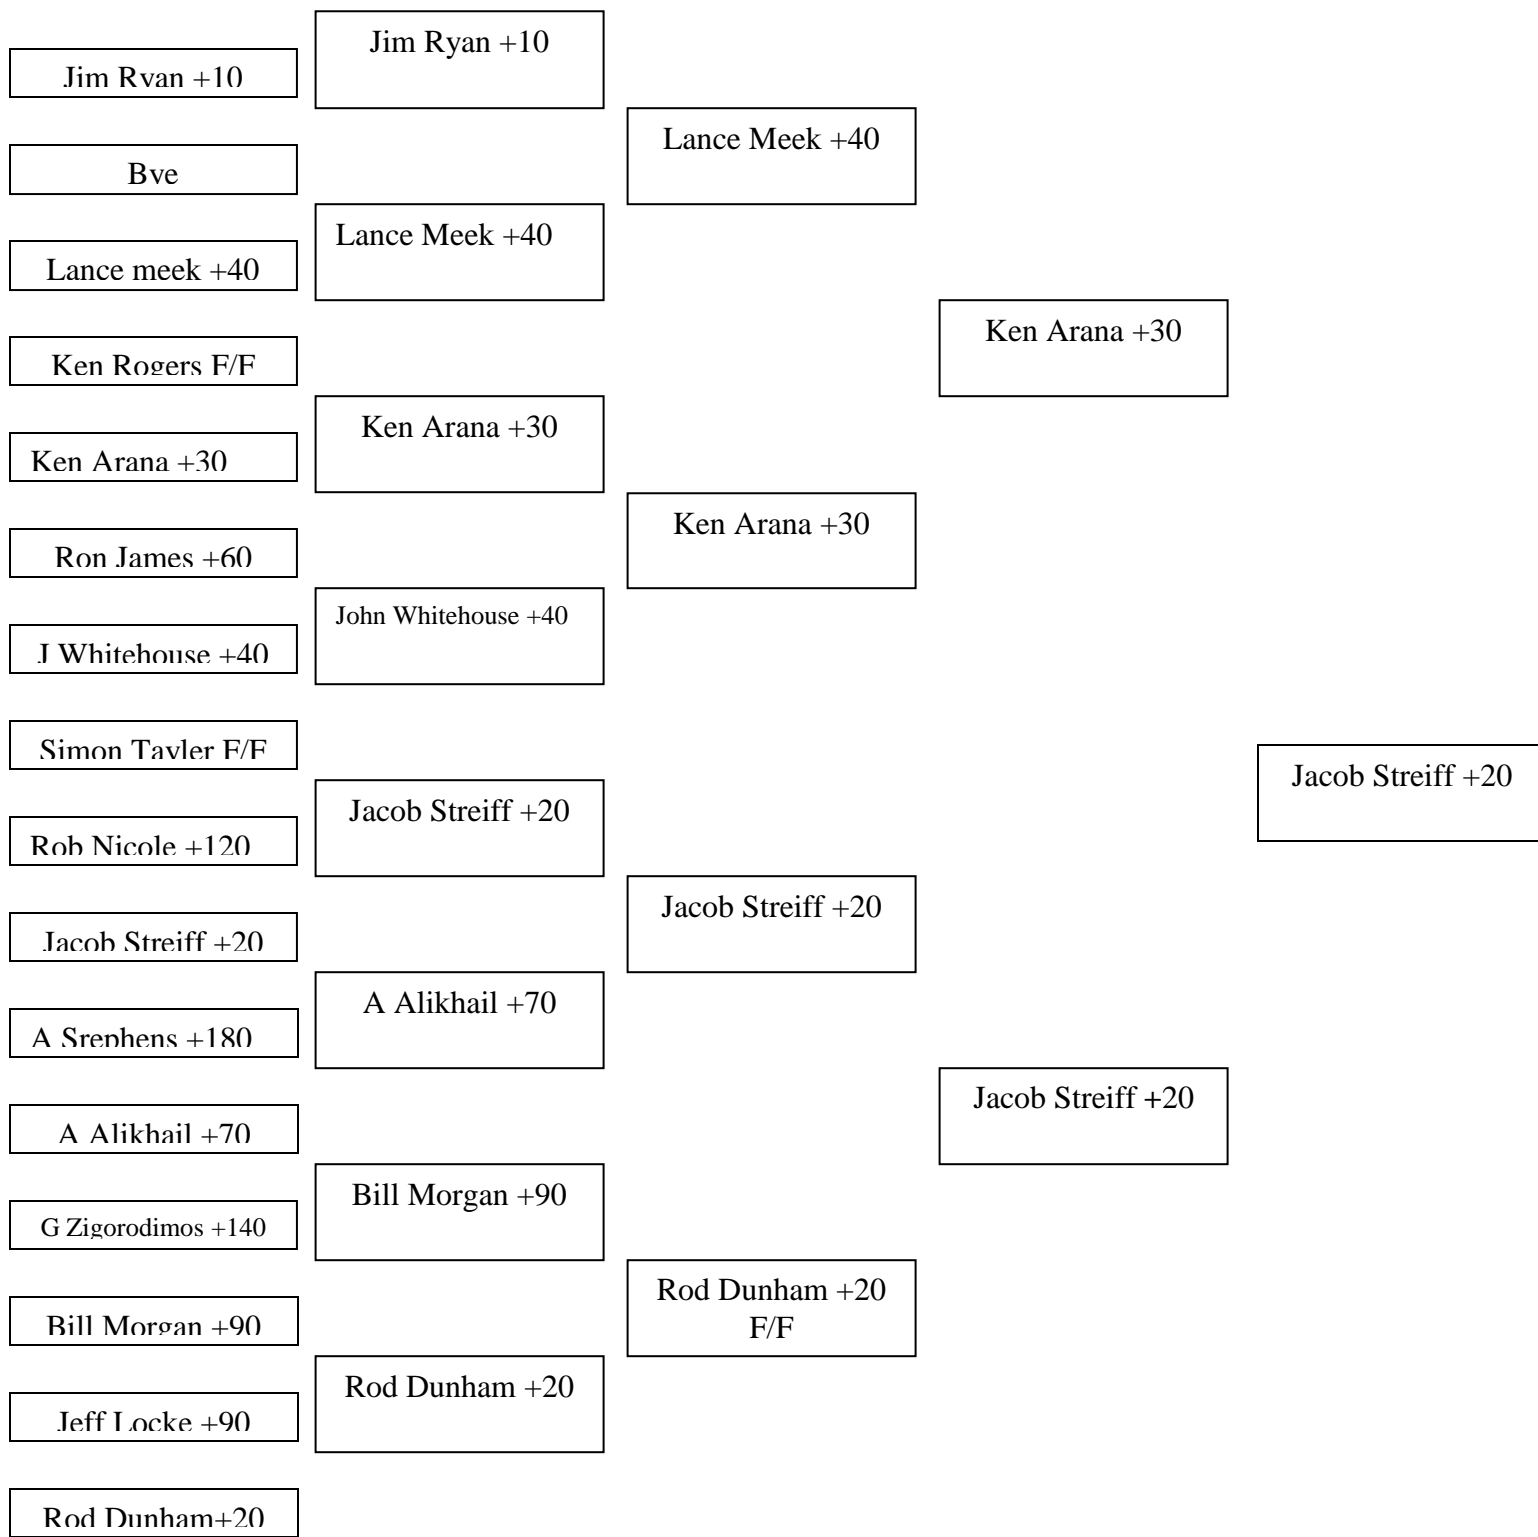 Jim Ryan +10
Bye
Lance meek +40
Ken Rogers F/F
Ken Arana +30
Ron James +60
J Whitehouse +40
Simon Tayler F/F
Rob Nicole +120
Jacob Streiff +20
A Srephens +180
A Alikhail +70
G Zigorodimos +140
Bill Morgan +90
Jeff Locke +90
Rod Dunham+20
Jim Ryan +10
Lance Meek +40
Ken Arana +30
John Whitehouse +40
Jacob Streiff +20
A Alikhail +70
Bill Morgan +90
Rod Dunham +20
Lance Meek +40
Ken Arana +30
Jacob Streiff +20
Rod Dunham +20
F/F
Ken Arana +30
Jacob Streiff +20
Jacob Streiff +20